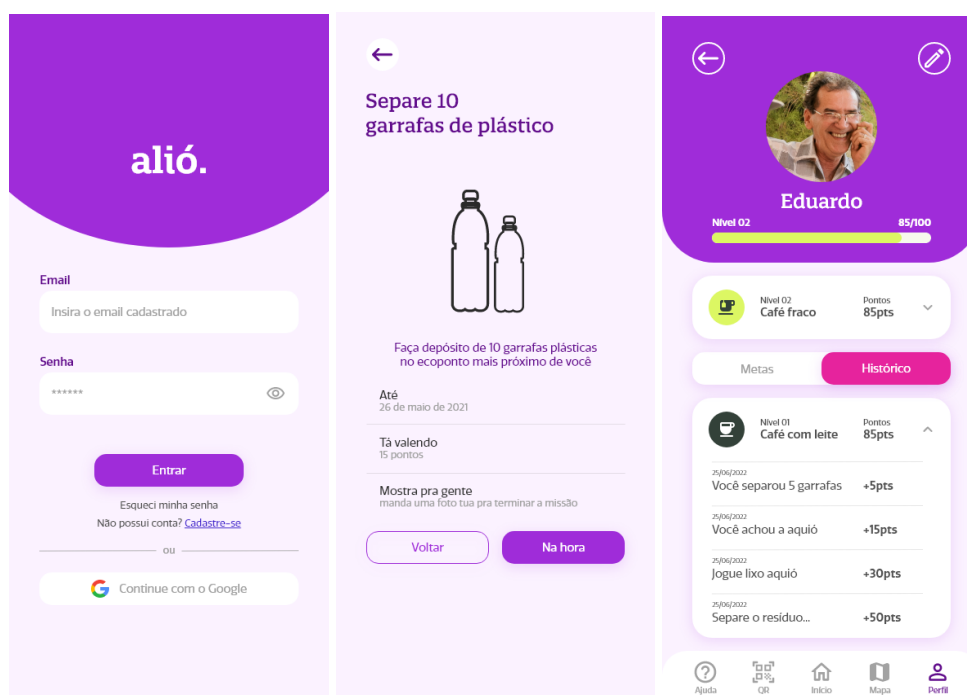 alió.
Email
Insira o email cadastrado
Senha
******
Entrar
Esqueci minha senha
Não possui conta? Cadastre-se
ou
Continue com o Google
Separe 10
garrafas de plástico
Faça depósito de 10 garrafas plásticas
no ecoponto mais próximo de você
Até
26 de maio de 2021
Tá valendo
15 pontos
Mostra pra gente
manda uma foto tua pra terminar a missão
Voltar
Na hora
Eduardo
Nível 02
85/100
Nível 02
Café fraco
Pontos
85pts
Metas
Histórico
Nível 01
Café com leite
Pontos
85pts
25/06/2022
Você separou 5 garrafas +5pts
25/06/2022
Você achou a aquió +15pts
25/06/2022
Jogue lixo aquió +30pts
25/06/2022
Separe o resíduo... +50pts
Ajuda
QR
Início
Mapa
Perfil